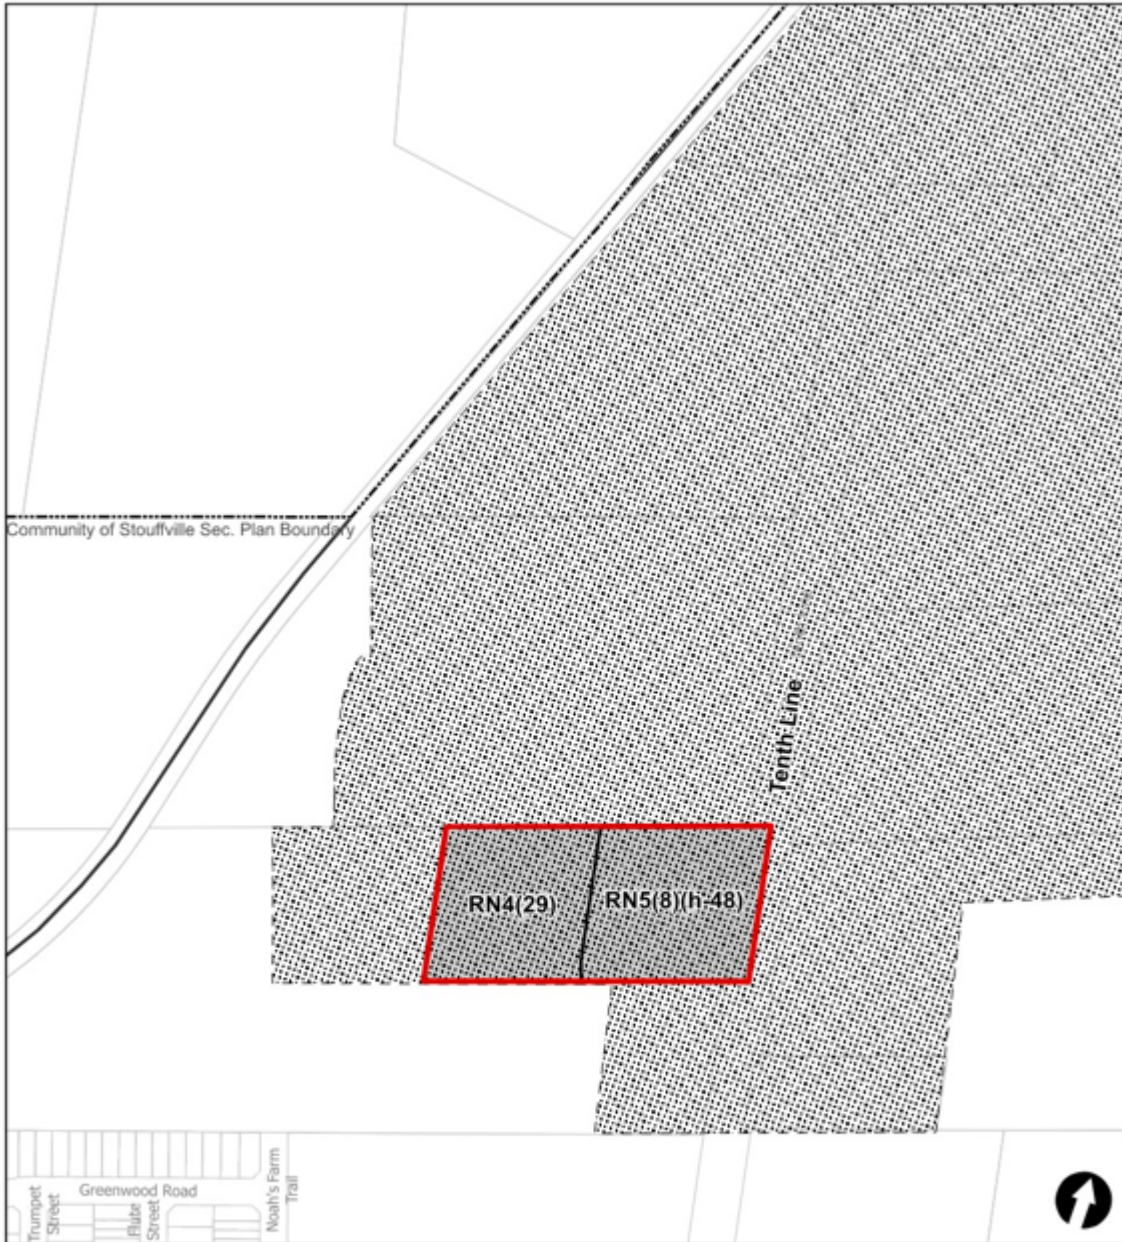 Community of Stouffville Sec. Plan Boundary
Tenth Line
RN4(29)
RN5(8)(h-48)
Greenwood Road
Trumpet
Street
Flute
Street
Noah's Farm
Trail